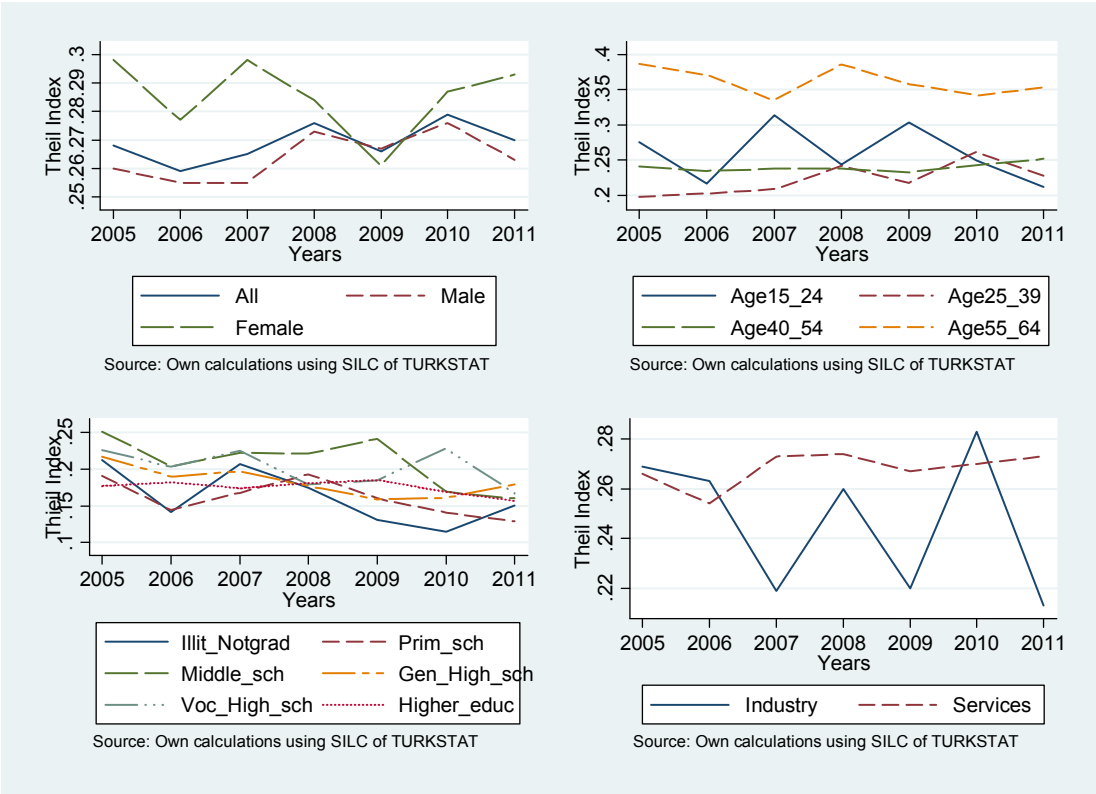 Theil Index
.3
.29
.28
.27
.26
.25
2005 2006 2007 2008 2009 2010 2011
Years
All Male
Female
Source: Own calculations using SILC of TURKSTAT
Theil Index
.4
.35
.3
.25
.2
2005 2006 2007 2008 2009 2010 2011
Years
Age15_24 Age25_39
Age40_54 Age55_64
Source: Own calculations using SILC of TURKSTAT
Thieil Index
.25
.2
.15
.1
2005 2006 2007 2008 2009 2010 2011
Years
Illit_Notgrad Prim_sch
Middle_sch Gen_High_sch
Voc_High_sch Higher_educ
Source: Own calculations using SILC of TURKSTAT
Theil Index
.28
.26
.24
.22
2005 2006 2007 2008 2009 2010 2011
Years
Industry Services
Source: Own calculations using SILC of TURKSTAT